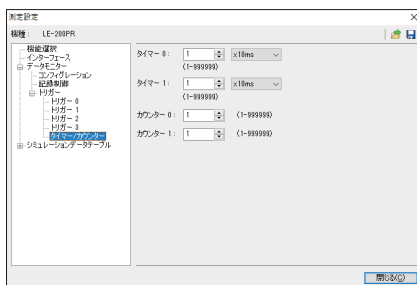 測定設定
機種： LE-200PR
機能選択
インターフェース
データモニター
コンフィグレーション
記録制御
トリガー
トリガー 0
トリガー 1
トリガー 2
トリガー 3
タイマー/カウンター
シミュレーションデータテーブル
タイマー 0： 1 ×10ms
(1-999999)
タイマー 1： 1 ×10ms
(1-999999)
カウンター 0： 1 (1-999999)
カウンター 1： 1 (1-999999)
閉じる(C)